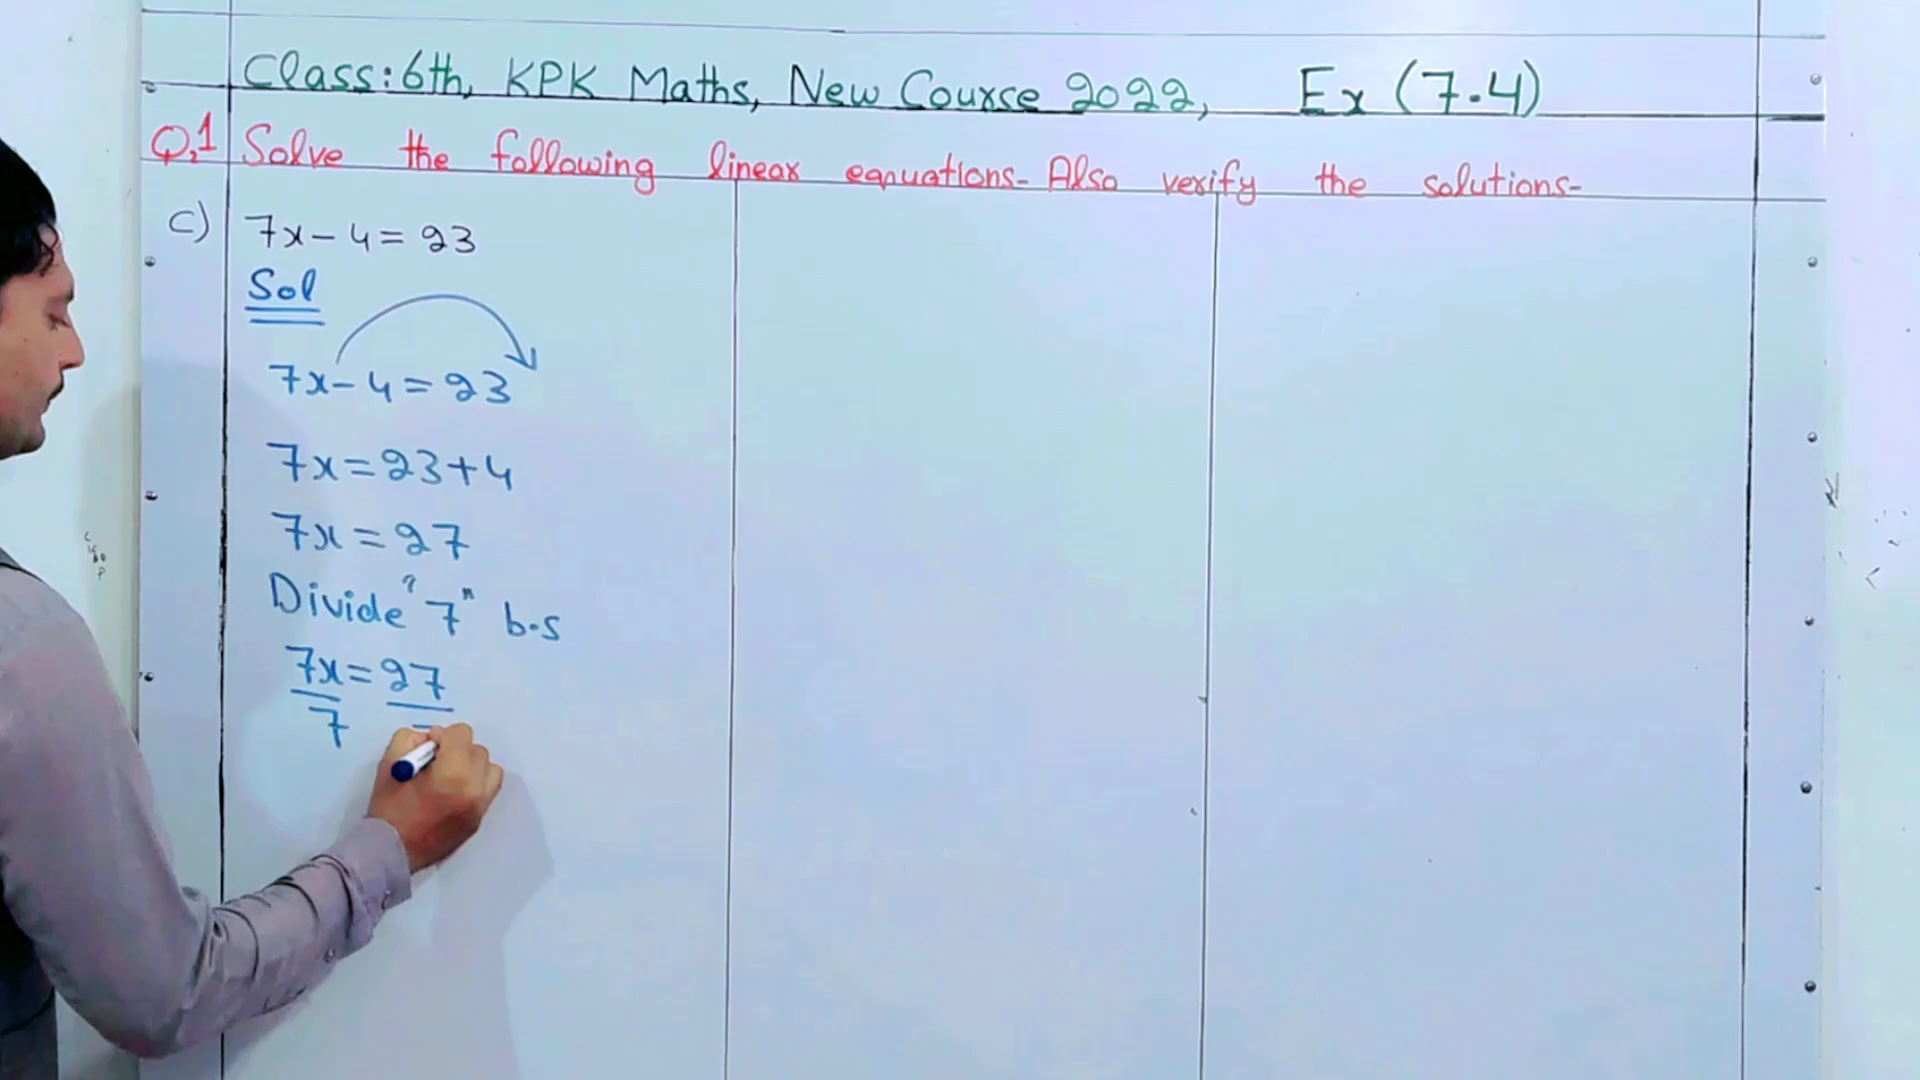 Class: 6th, KPK Maths, New Course 2022, Ex (7.4)
Q.1 Solve the following linear equations. Also verify the solutions.
c) 7x - 4 = 23
Sol
7x - 4 = 23
7x = 23 + 4
7x = 27
Divide "7" b.s
7x = 27
7